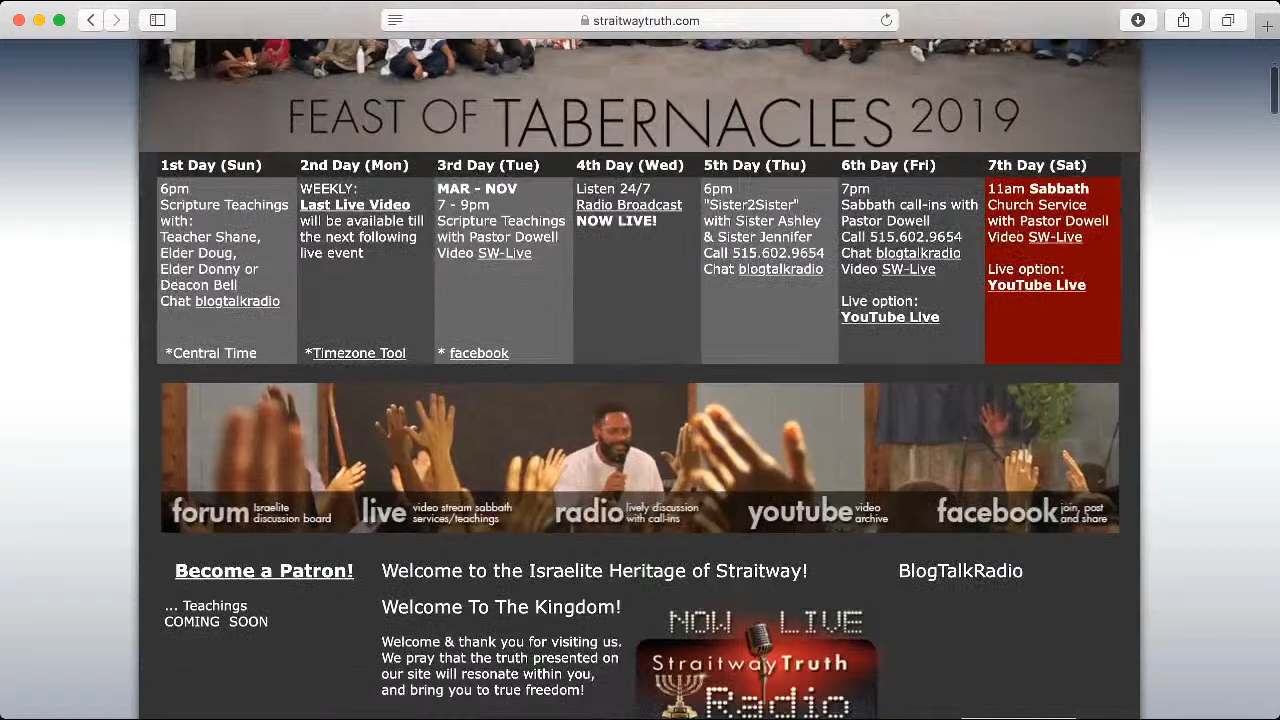 straitwaytruth.com
FEAST OF TABERNACLES 2019
1st Day (Sun)
6pm
Scripture Teachings
with:
Teacher Shane,
Elder Doug,
Elder Donny or
Deacon Bell
Chat blogtalkradio
*Central Time
2nd Day (Mon)
WEEKLY:
Last Live Video
will be available till
the next following
live event
*Timezone Tool
3rd Day (Tue)
MAR - NOV
7 - 9pm
Scripture Teachings
with Pastor Dowell
Video SW-Live
* facebook
4th Day (Wed)
Listen 24/7
Radio Broadcast
NOW LIVE!
5th Day (Thu)
6pm
"Sister2Sister"
with Sister Ashley
& Sister Jennifer
Call 515.602.9654
Chat blogtalkradio
6th Day (Fri)
7pm
Sabbath call-ins with
Pastor Dowell
Call 515.602.9654
Chat blogtalkradio
Video SW-Live
Live option:
YouTube Live
7th Day (Sat)
11am Sabbath
Church Service
with Pastor Dowell
Video SW-Live
Live option:
YouTube Live
forum Israelite
discussion board
live video stream sabbath
services/teachings
radio lively discussion
with call-ins
youtube video
archive
facebook join, post
and share
Become a Patron!
... Teachings
COMING SOON
Welcome to the Israelite Heritage of Straitway!
Welcome To The Kingdom!
Welcome & thank you for visiting us.
We pray that the truth presented on
our site will resonate within you,
and bring you to true freedom!
NOW LIVE
StraitwayTruth
Radio
BlogTalkRadio